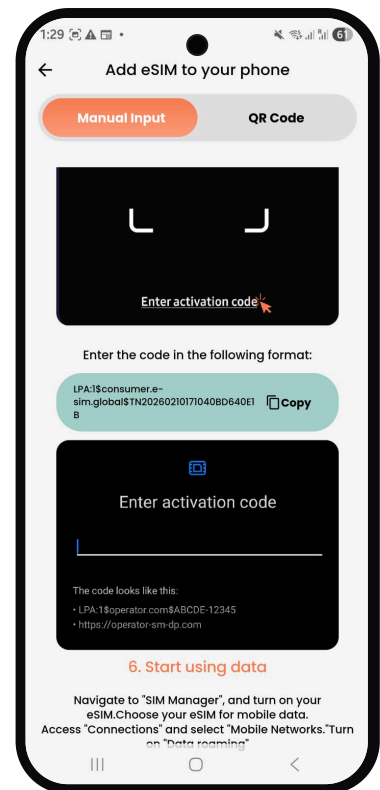 1:29
61
Add eSIM to your phone
Manual Input
QR Code
Enter activation code
Enter the code in the following format:
LPA:1$consumer.e-
sim.global$TN20260210171040BD640E1
B
Copy
Enter activation code
The code looks like this:
• LPA:1$operator.com$ABCDE-12345
• https://operator-sm-dp.com
6. Start using data
Navigate to "SIM Manager", and turn on your
eSIM.Choose your eSIM for mobile data.
Access "Connections" and select "Mobile Networks."Turn
on "Data roaming"